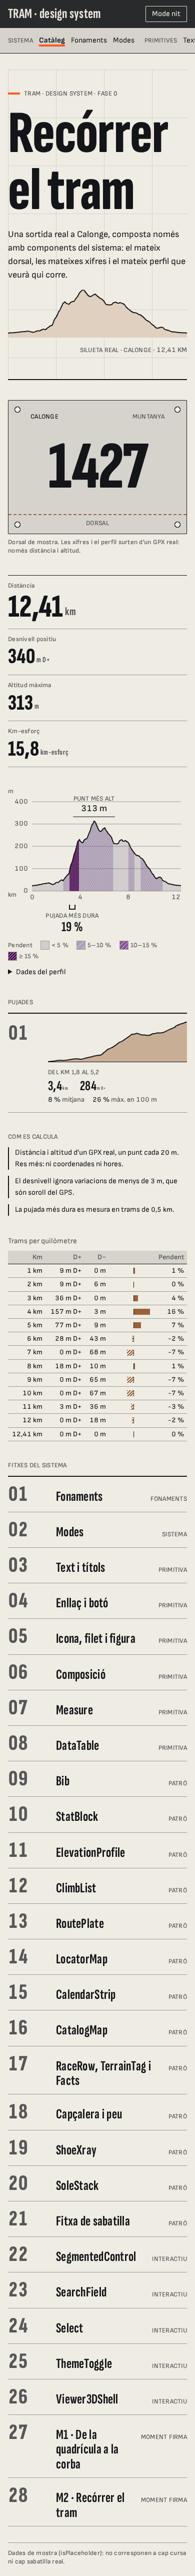 TRAM · design system
Mode nit
SISTEMA Catàleg Fonaments Modes PRIMITIVES
TRAM · DESIGN SYSTEM · FASE 0
Recórrer
el tram
Una sortida real a Calonge, composta només
amb components del sistema: el mateix
dorsal, les mateixes xifres i el mateix perfil que
veurà qui corre.
SILUETA REAL · CALONGE · 12,41 KM
CALONGE
MUNTANYA
1427
DORSAL
Dorsal de mostra. Les xifres i el perfil surten d'un GPX real:
només distància i altitud.
Distància
12,41 km
Desnivell positiu
340 m D+
Altitud màxima
313 m
Km-esforç
15,8 km-esforç
m
PUNT MÉS ALT
313 m
400
300
200
100
0
km
0 4 8 12
PUJADA MÉS DURA
19 %
Pendent < 5 % 5–10 % 10–15 %
≥ 15 %
Dades del perfil
PUJADES
01
DEL KM 1,8 AL 5,2
3,4 km 284 m D+
8 % mitjana 26 % màx. en 100 m
COM ES CALCULA
Distància i altitud d'un GPX real, un punt cada 20 m.
Res més: ni coordenades ni hores.
El desnivell ignora variacions de menys de 3 m, que
són soroll del GPS.
La pujada més dura es mesura en trams de 0,5 km.
Trams per quilòmetre
Km D+ D− Pendent
1 km 9 m D+ 0 m 1 %
2 km 9 m D+ 6 m 0 %
3 km 36 m D+ 0 m 4 %
4 km 157 m D+ 3 m 16 %
5 km 77 m D+ 9 m 7 %
6 km 28 m D+ 43 m -2 %
7 km 0 m D+ 68 m -7 %
8 km 18 m D+ 10 m 1 %
9 km 0 m D+ 65 m -7 %
10 km 0 m D+ 67 m -7 %
11 km 3 m D+ 36 m -3 %
12 km 0 m D+ 18 m -2 %
12,41 km 0 m D+ 0 m 0 %
FITXES DEL SISTEMA
01 Fonaments FONAMENTS
02 Modes SISTEMA
03 Text i títols PRIMITIVA
04 Enllaç i botó PRIMITIVA
05 Icona, filet i figura PRIMITIVA
06 Composició PRIMITIVA
07 Measure PRIMITIVA
08 DataTable PRIMITIVA
09 Bib PATRÓ
10 StatBlock PATRÓ
11 ElevationProfile PATRÓ
12 ClimbList PATRÓ
13 RoutePlate PATRÓ
14 LocatorMap PATRÓ
15 CalendarStrip PATRÓ
16 CatalogMap PATRÓ
17 RaceRow, TerrainTag i PATRÓ
Facts
18 Capçalera i peu PATRÓ
19 ShoeXray PATRÓ
20 SoleStack PATRÓ
21 Fitxa de sabatilla PATRÓ
22 SegmentedControl INTERACTIU
23 SearchField INTERACTIU
24 Select INTERACTIU
25 ThemeToggle INTERACTIU
26 Viewer3DShell INTERACTIU
27 M1 · De la MOMENT FIRMA
quadrícula a la
corba
28 M2 · Recórrer el MOMENT FIRMA
tram
Dades de mostra (isPlaceholder): no corresponen a cap cursa
ni cap sabatilla real.